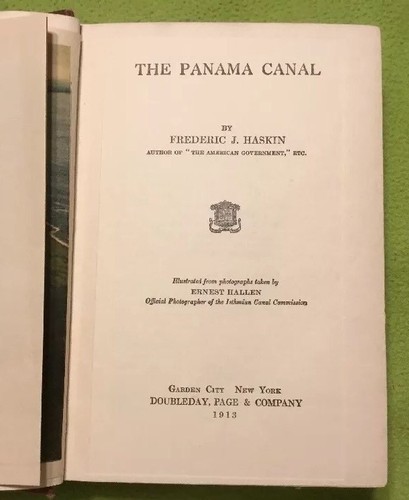 THE PANAMA CANAL
BY
FREDERIC J. HASKIN
AUTHOR OF "THE AMERICAN GOVERNMENT," ETC.
Illustrated from photographs taken by
ERNEST HALLEN
Official Photographer of the Isthmian Canal Commission
GARDEN CITY NEW YORK
DOUBLEDAY, PAGE & COMPANY
1913